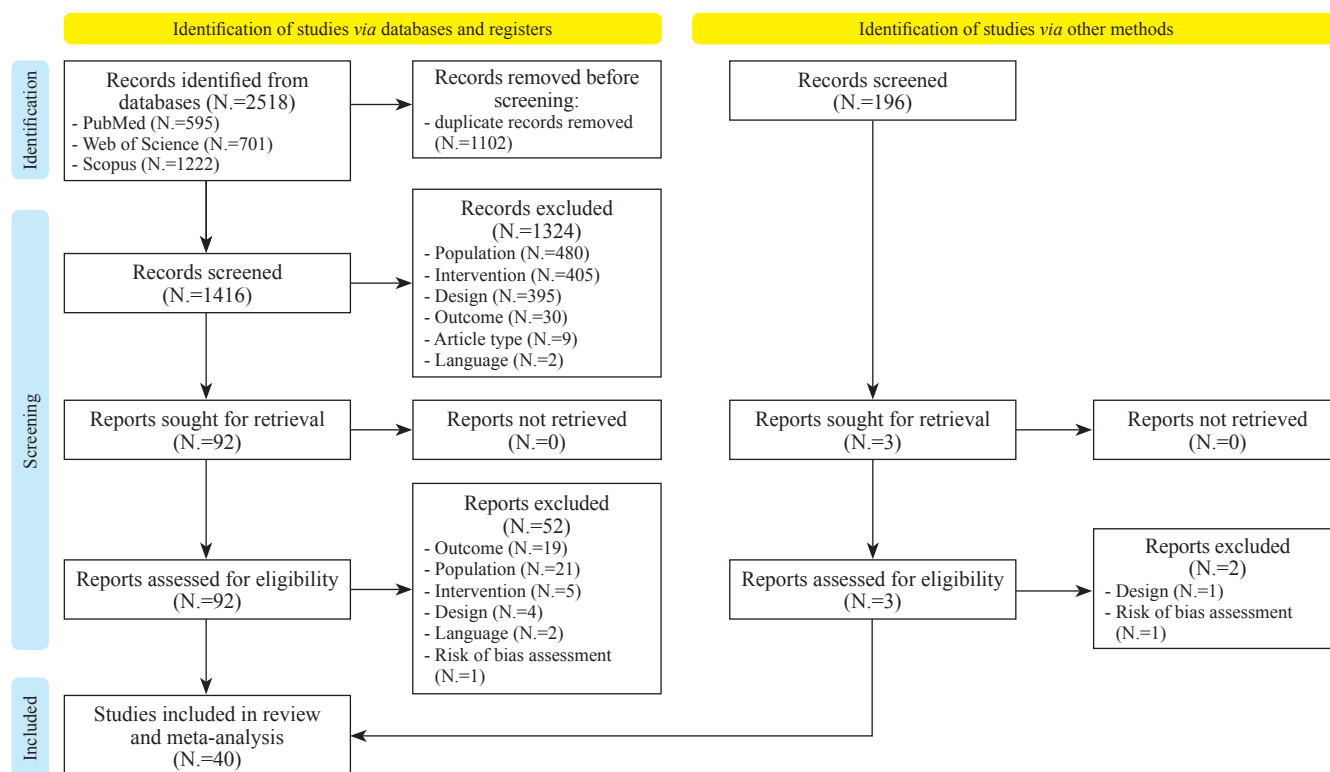 Identification of studies via databases and registers
Identification of studies via other methods
Identification
Records identified from
databases (N.=2518)
- PubMed (N.=595)
- Web of Science (N.=701)
- Scopus (N.=1222)
Records removed before
screening:
- duplicate records removed
(N.=1102)
Records screened
(N.=196)
Screening
Records screened
(N.=1416)
Records excluded
(N.=1324)
- Population (N.=480)
- Intervention (N.=405)
- Design (N.=395)
- Outcome (N.=30)
- Article type (N.=9)
- Language (N.=2)
Reports sought for retrieval
(N.=92)
Reports not retrieved
(N.=0)
Reports sought for retrieval
(N.=3)
Reports not retrieved
(N.=0)
Reports assessed for eligibility
(N.=92)
Reports excluded
(N.=52)
- Outcome (N.=19)
- Population (N.=21)
- Intervention (N.=5)
- Design (N.=4)
- Language (N.=2)
- Risk of bias assessment
(N.=1)
Reports assessed for eligibility
(N.=3)
Reports excluded
(N.=2)
- Design (N.=1)
- Risk of bias assessment
(N.=1)
Included
Studies included in review
and meta-analysis
(N.=40)